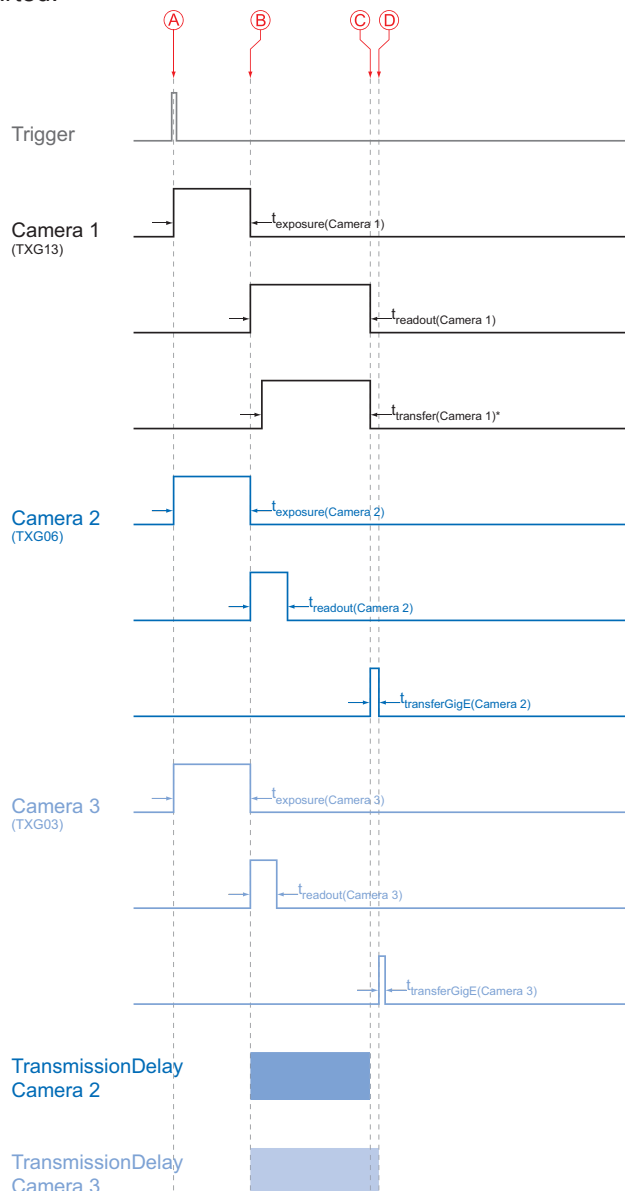 A B C D
Trigger
Camera 1
(TXG13)
texposure(Camera 1)
treadout(Camera 1)
ttransfer(Camera 1)*
Camera 2
(TXG06)
texposure(Camera 2)
treadout(Camera 2)
ttransferGigE(Camera 2)
Camera 3
(TXG03)
texposure(Camera 3)
treadout(Camera 3)
ttransferGigE(Camera 3)
TransmissionDelay
Camera 2
TransmissionDelay
Camera 3